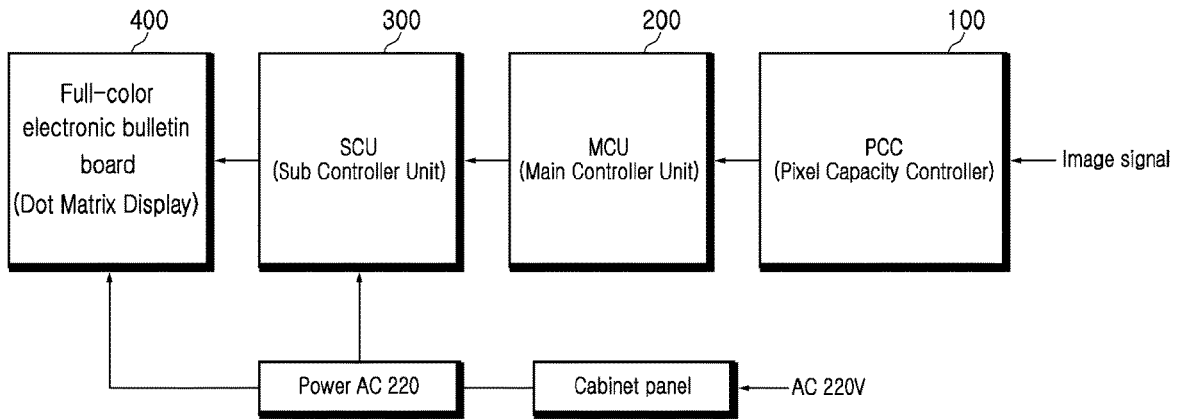 400
300
200
100
Full-color
electronic bulletin
board
(Dot Matrix Display)
SCU
(Sub Controller Unit)
MCU
(Main Controller Unit)
PCC
(Pixel Capacity Controller)
Image signal
Power AC 220
Cabinet panel
AC 220V